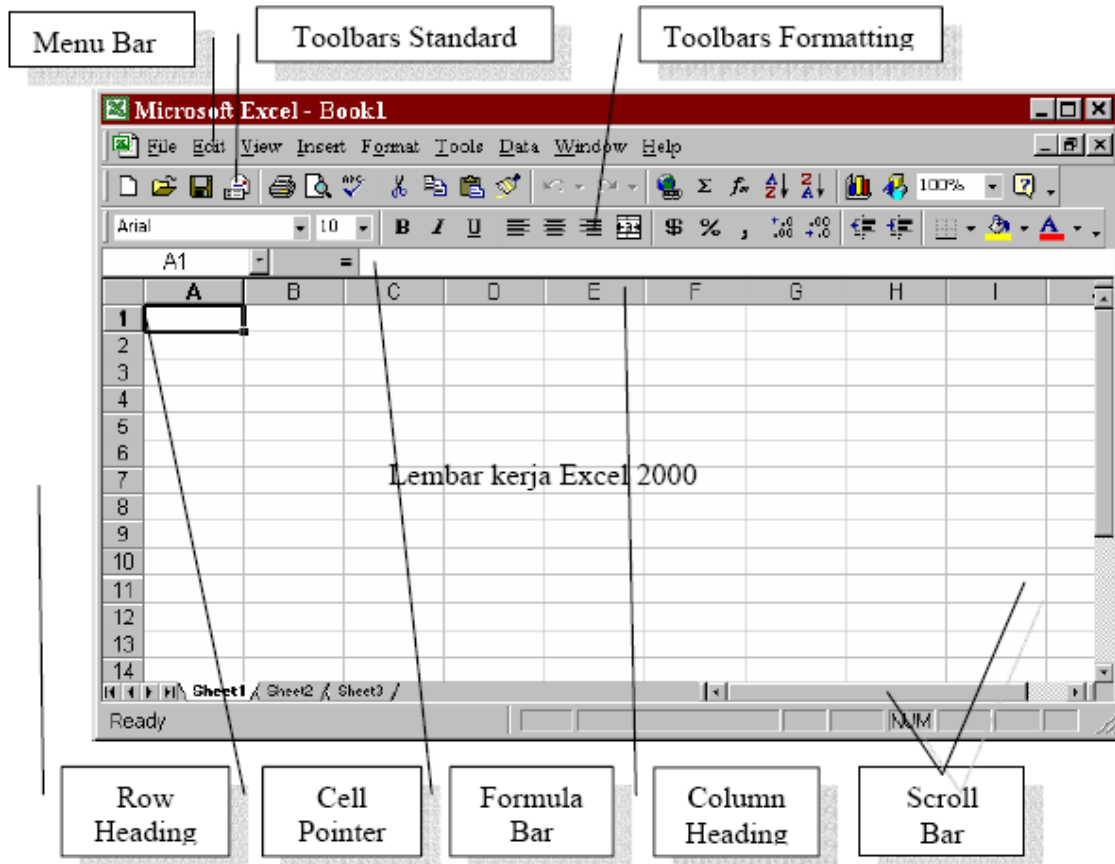 Menu Bar
Toolbars Standard
Toolbars Formatting
Microsoft Excel - Book1
File Edit View Insert Format Tools Data Window Help
100%
Arial 10 B I U $ % ,
A1 =
A B C D E F G H I
1
2
3
4
5
6
7
Lembar kerja Excel 2000
8
9
10
11
12
13
14
Sheet1 Sheet2 Sheet3
Ready NUM
Row
Heading
Cell
Pointer
Formula
Bar
Column
Heading
Scroll
Bar